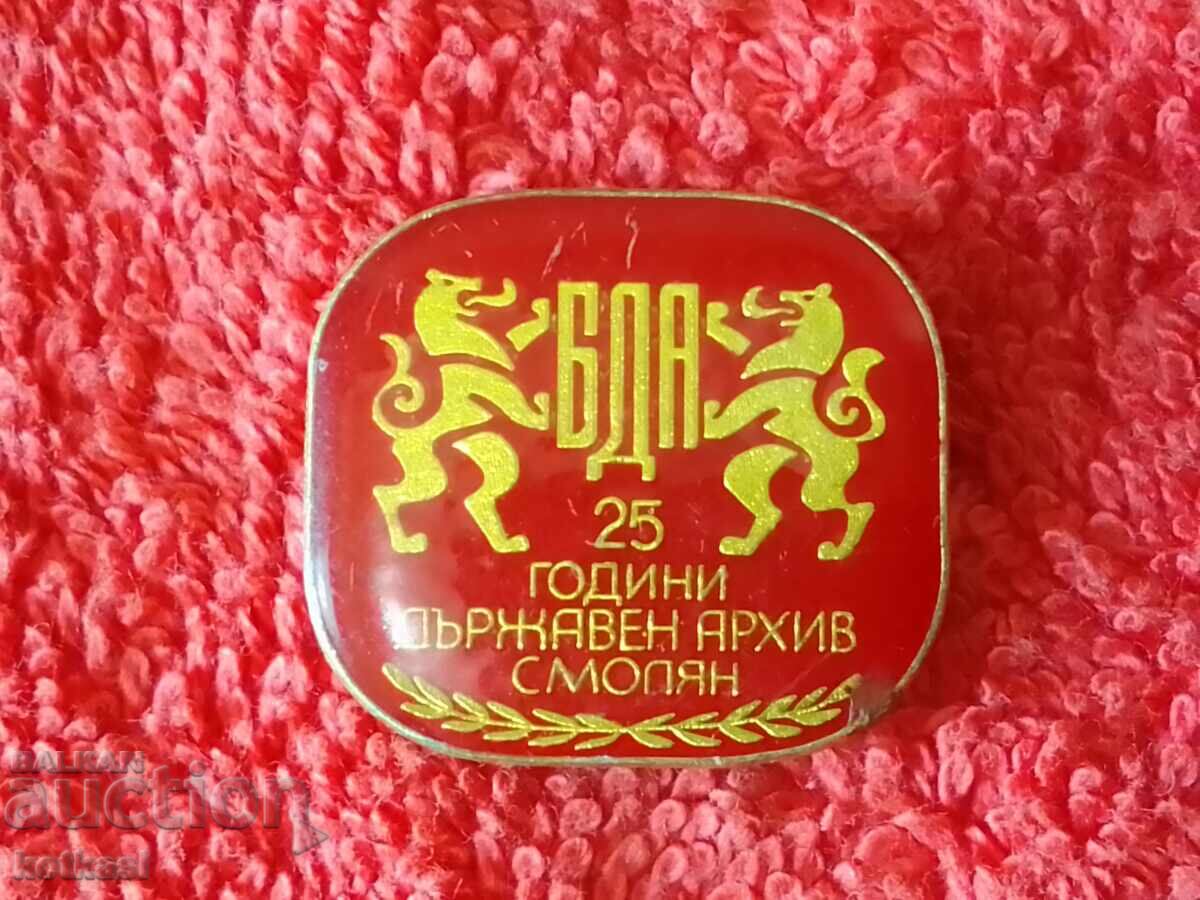 БДА
25
ГОДИНИ
ДЪРЖАВЕН АРХИВ
СМОЛЯН
BALKAN
auction
kotkaal